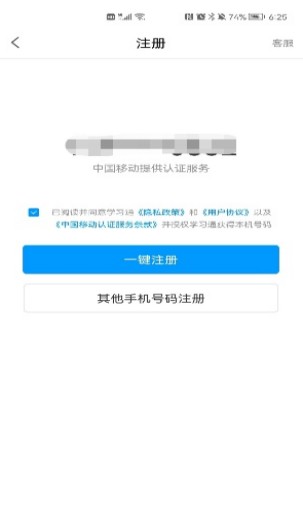 74% 6:25
注册
客服
中国移动提供认证服务
已阅读并同意学习通《隐私政策》和《用户协议》以及
《中国移动认证服务条款》并授权学习通获得本机号码
一键注册
其他手机号码注册